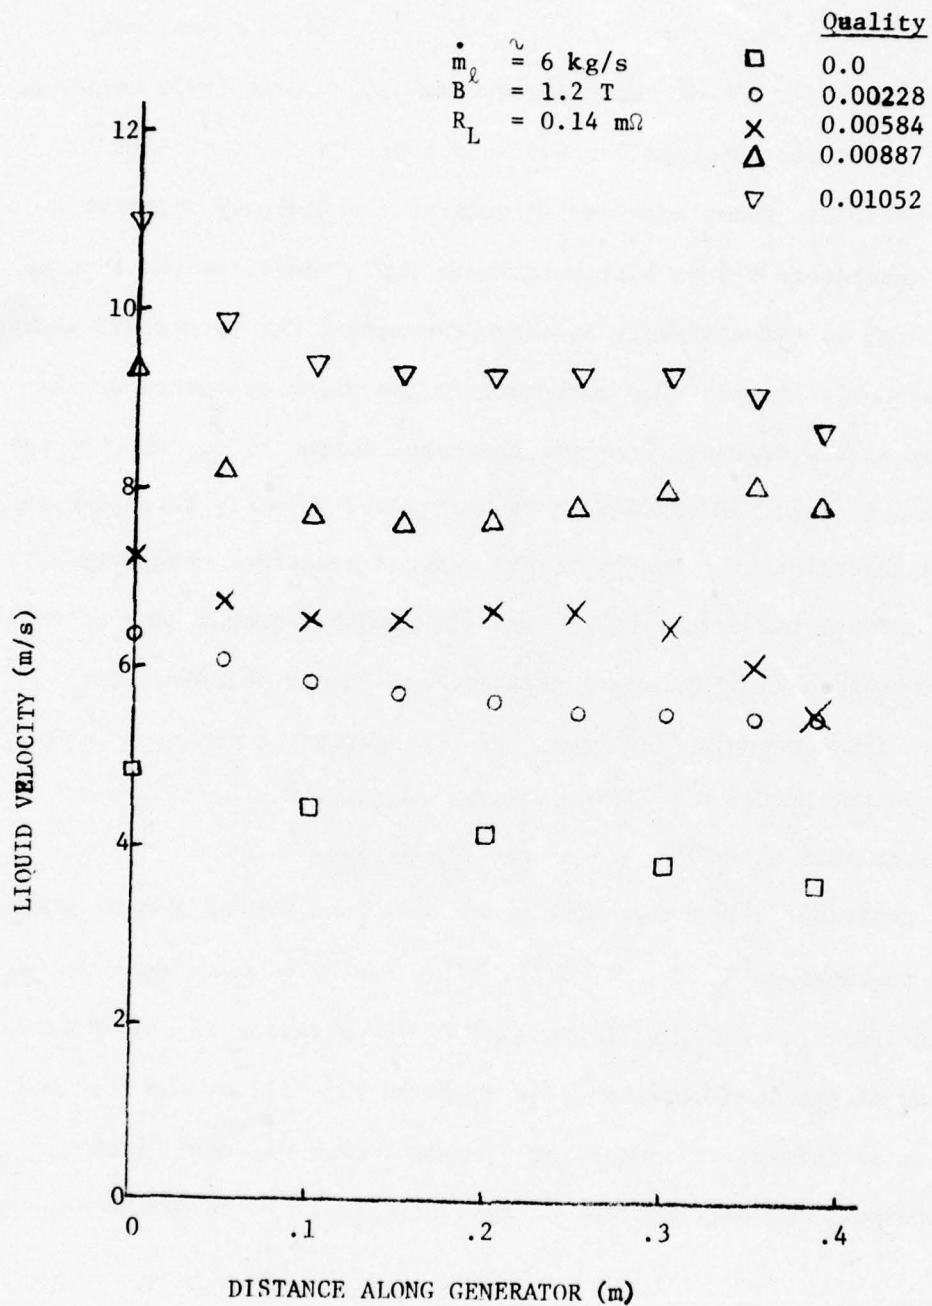 Quality
ṁℓ ≃ 6 kg/s
B = 1.2 T
R_L = 0.14 mΩ
□ 0.0
○ 0.00228
× 0.00584
△ 0.00887
▽ 0.01052
12
10
8
6
4
2
0
LIQUID VELOCITY (m/s)
0 .1 .2 .3 .4
DISTANCE ALONG GENERATOR (m)